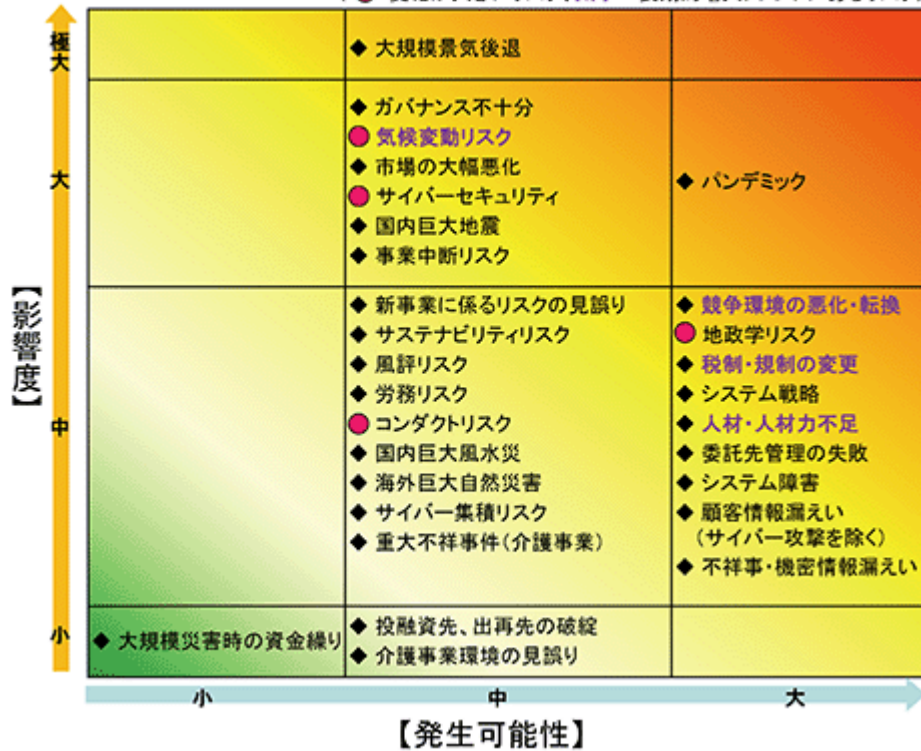 極大
◆ 大規模景気後退
大
◆ ガバナンス不十分
● 気候変動リスク
◆ 市場の大幅悪化
● サイバーセキュリティ
◆ 国内巨大地震
◆ 事業中断リスク
◆ パンデミック
【影響度】
中
◆ 新事業に係るリスクの見誤り
◆ サステナビリティリスク
◆ 風評リスク
◆ 労務リスク
● コンダクトリスク
◆ 国内巨大風水災
◆ 海外巨大自然災害
◆ サイバー集積リスク
◆ 重大不祥事件(介護事業)
◆ 競争環境の悪化・転換
● 地政学リスク
◆ 税制・規制の変更
◆ システム戦略
◆ 人材・人材力不足
◆ 委託先管理の失敗
◆ システム障害
◆ 顧客情報漏えい
(サイバー攻撃を除く)
◆ 不祥事・機密情報漏えい
小
◆ 大規模災害時の資金繰り
◆ 投融資先、出再先の破綻
◆ 介護事業環境の見誤り
小 中 大
【発生可能性】